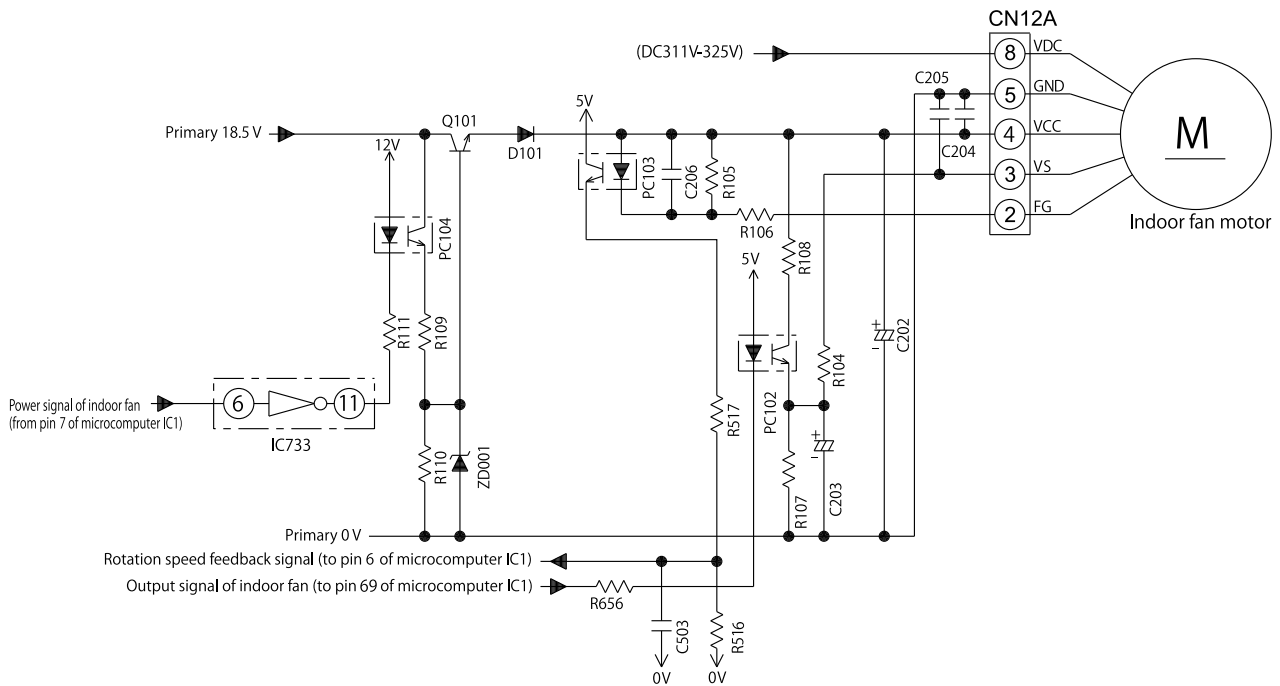 CN12A
(DC311V-325V)
8
VDC
C205
5
GND
5V
Primary 18.5 V
Q101
12V
D101
4
VCC
M
C204
PC103
C206
R105
3
VS
2
FG
Indoor fan motor
R106
PC104
R108
5V
R111
R109
C202
R104
Power signal of indoor fan
(from pin 7 of microcomputer IC1)
6
11
IC733
R517
PC102
R110
ZD001
R107
C203
+
-
+
-
Primary 0 V
Rotation speed feedback signal (to pin 6 of microcomputer IC1)
Output signal of indoor fan (to pin 69 of microcomputer IC1)
R656
C503
R516
0V
0V